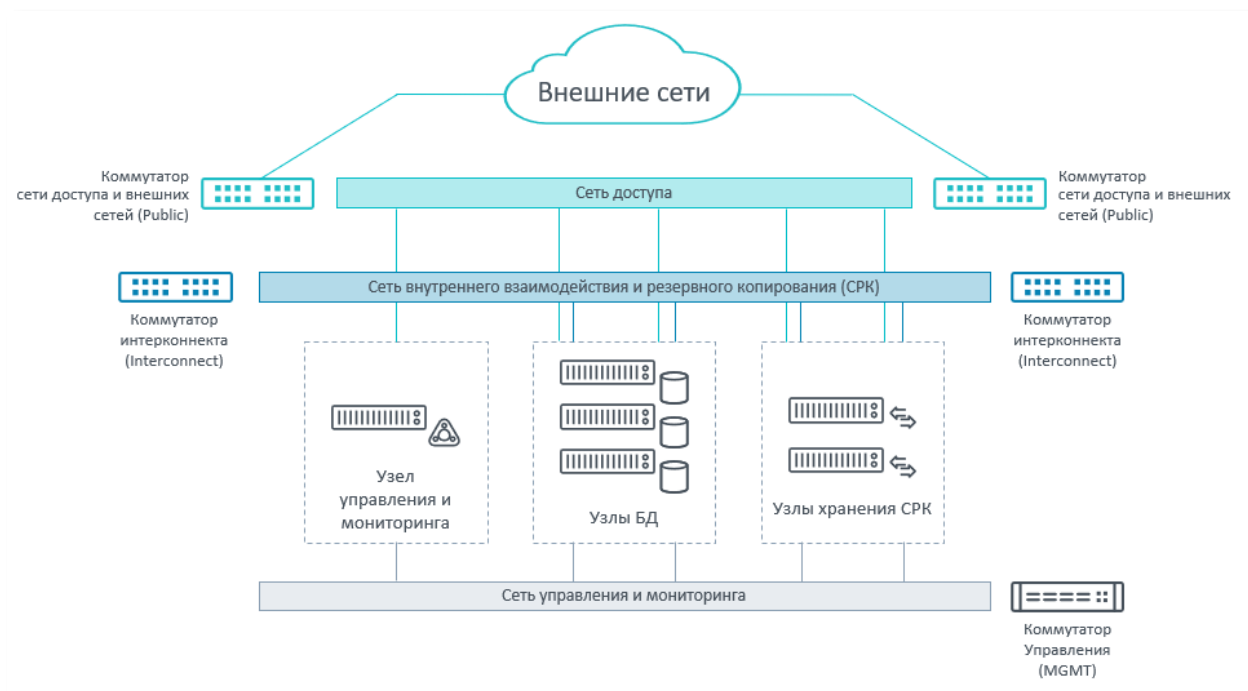 Внешние сети
Коммутатор
сети доступа и внешних
сетей (Public)
Сеть доступа
Коммутатор
сети доступа и внешних
сетей (Public)
Сеть внутреннего взаимодействия и резервного копирования (СРК)
Коммутатор
интерконнекта
(Interconnect)
Коммутатор
интерконнекта
(Interconnect)
Узел
управления и
мониторинга
Узлы БД
Узлы хранения СРК
Сеть управления и мониторинга
Коммутатор
Управления
(MGMT)